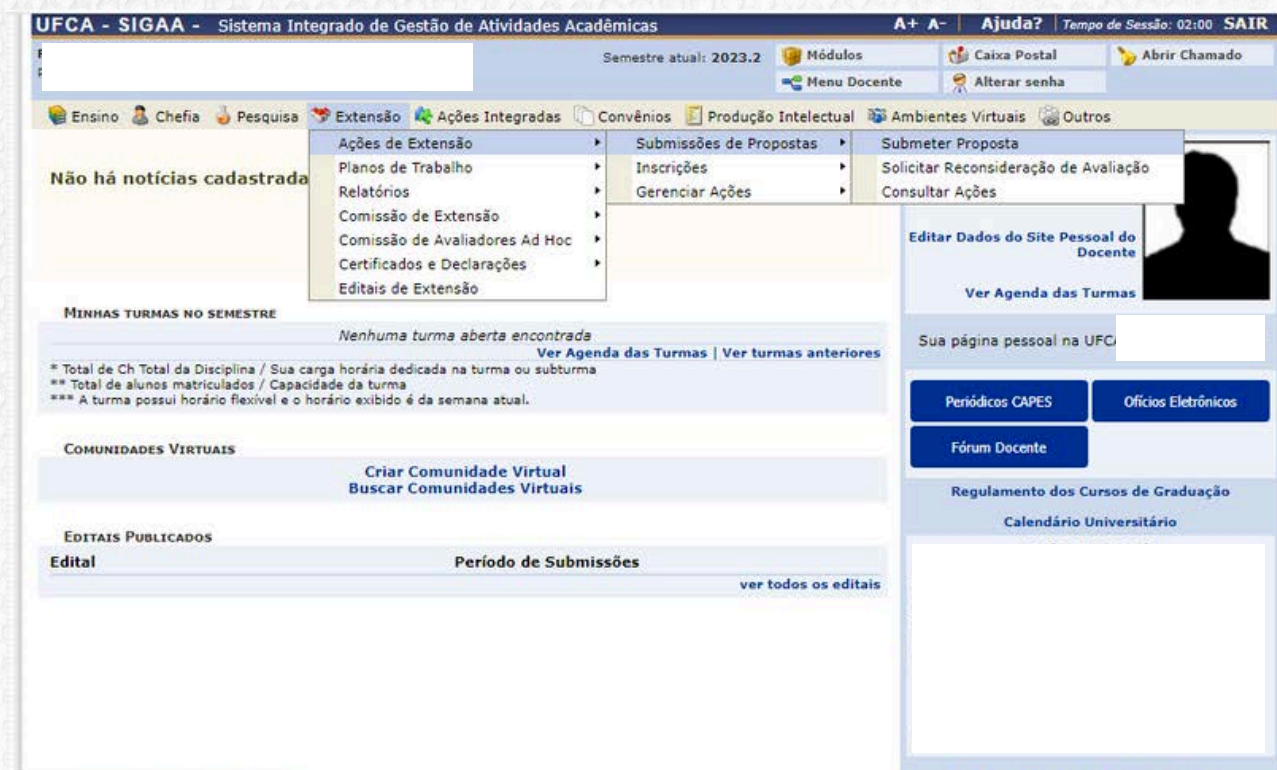 UFCA - SIGAA - Sistema Integrado de Gestão de Atividades Acadêmicas A+ A- | Ajuda? | Tempo de Sessão: 02:00 SAIR
Semestre atual: 2023.2 Módulos Caixa Postal Abrir Chamado
Menu Docente Alterar senha
Ensino Chefia Pesquisa Extensão Ações Integradas Convênios Produção Intelectual Ambientes Virtuais Outros
Ações de Extensão Submissões de Propostas Submeter Proposta
Planos de Trabalho Inscrições Solicitar Reconsideração de Avaliação
Relatórios Gerenciar Ações Consultar Ações
Comissão de Extensão
Comissão de Avaliadores Ad Hoc
Certificados e Declarações
Editais de Extensão
Não há notícias cadastrada
Editar Dados do Site Pessoal do
Docente
Ver Agenda das Turmas
MINHAS TURMAS NO SEMESTRE
Nenhuma turma aberta encontrada
Ver Agenda das Turmas | Ver turmas anteriores
* Total de Ch Total da Disciplina / Sua carga horária dedicada na turma ou subturma
** Total de alunos matriculados / Capacidade da turma
*** A turma possui horário flexível e o horário exibido é da semana atual.
Sua página pessoal na UFCA
Periódicos CAPES Ofícios Eletrônicos
Fórum Docente
COMUNIDADES VIRTUAIS
Criar Comunidade Virtual
Buscar Comunidades Virtuais
Regulamento dos Cursos de Graduação
Calendário Universitário
EDITAIS PUBLICADOS
Edital Período de Submissões
ver todos os editais